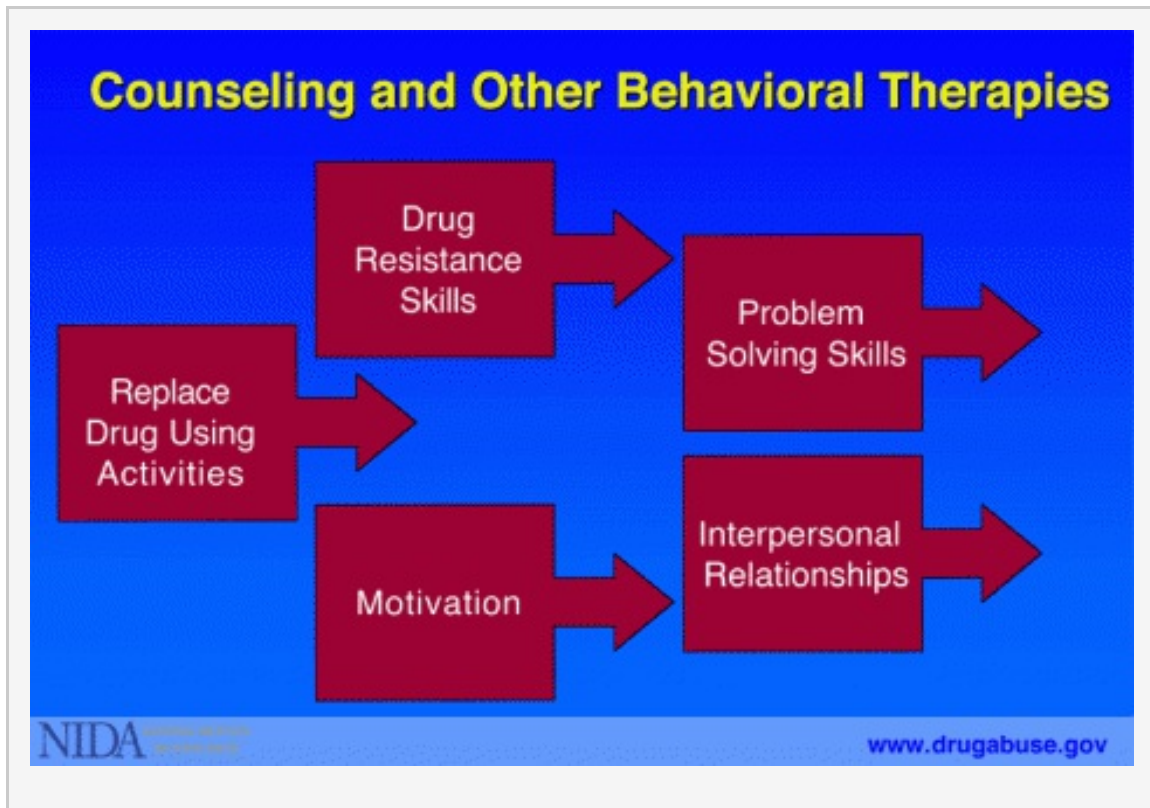 Counseling and Other Behavioral Therapies
Drug
Resistance
Skills
Problem
Solving Skills
Replace
Drug Using
Activities
Motivation
Interpersonal
Relationships
NIDA
www.drugabuse.gov